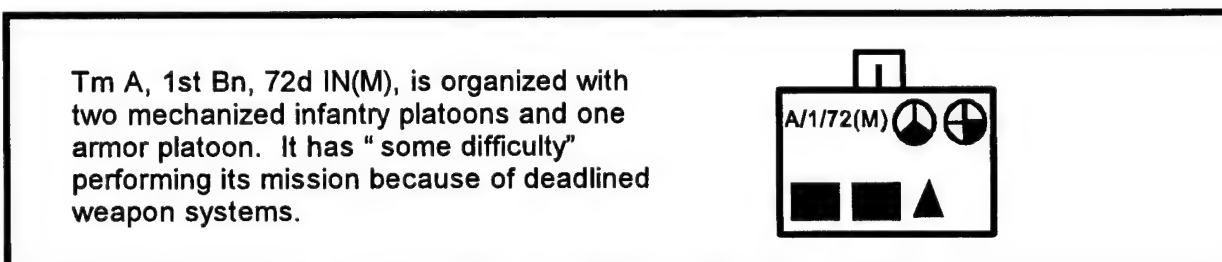 Tm A, 1st Bn, 72d IN(M), is organized with
two mechanized infantry platoons and one
armor platoon. It has " some difficulty"
performing its mission because of deadlined
weapon systems.
I
A/1/72(M)